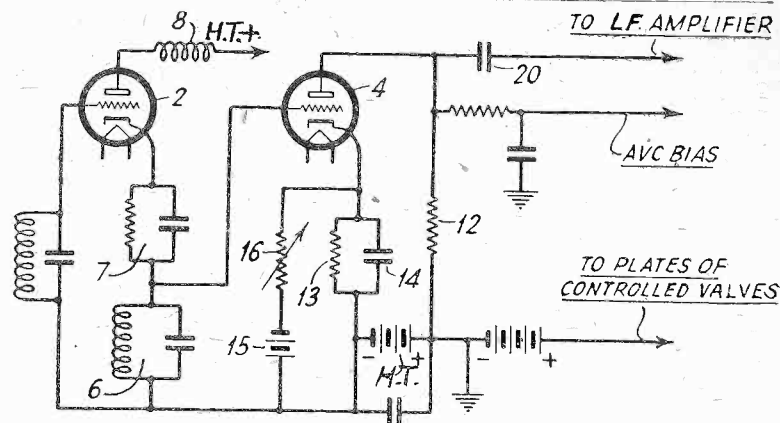 8
H.T.+
TO LF. AMPLIFIER
2
4
20
AVC BIAS
7
16
13
14
12
TO PLATES OF
CONTROLLED VALVES
6
15
- +
H.T.
- +